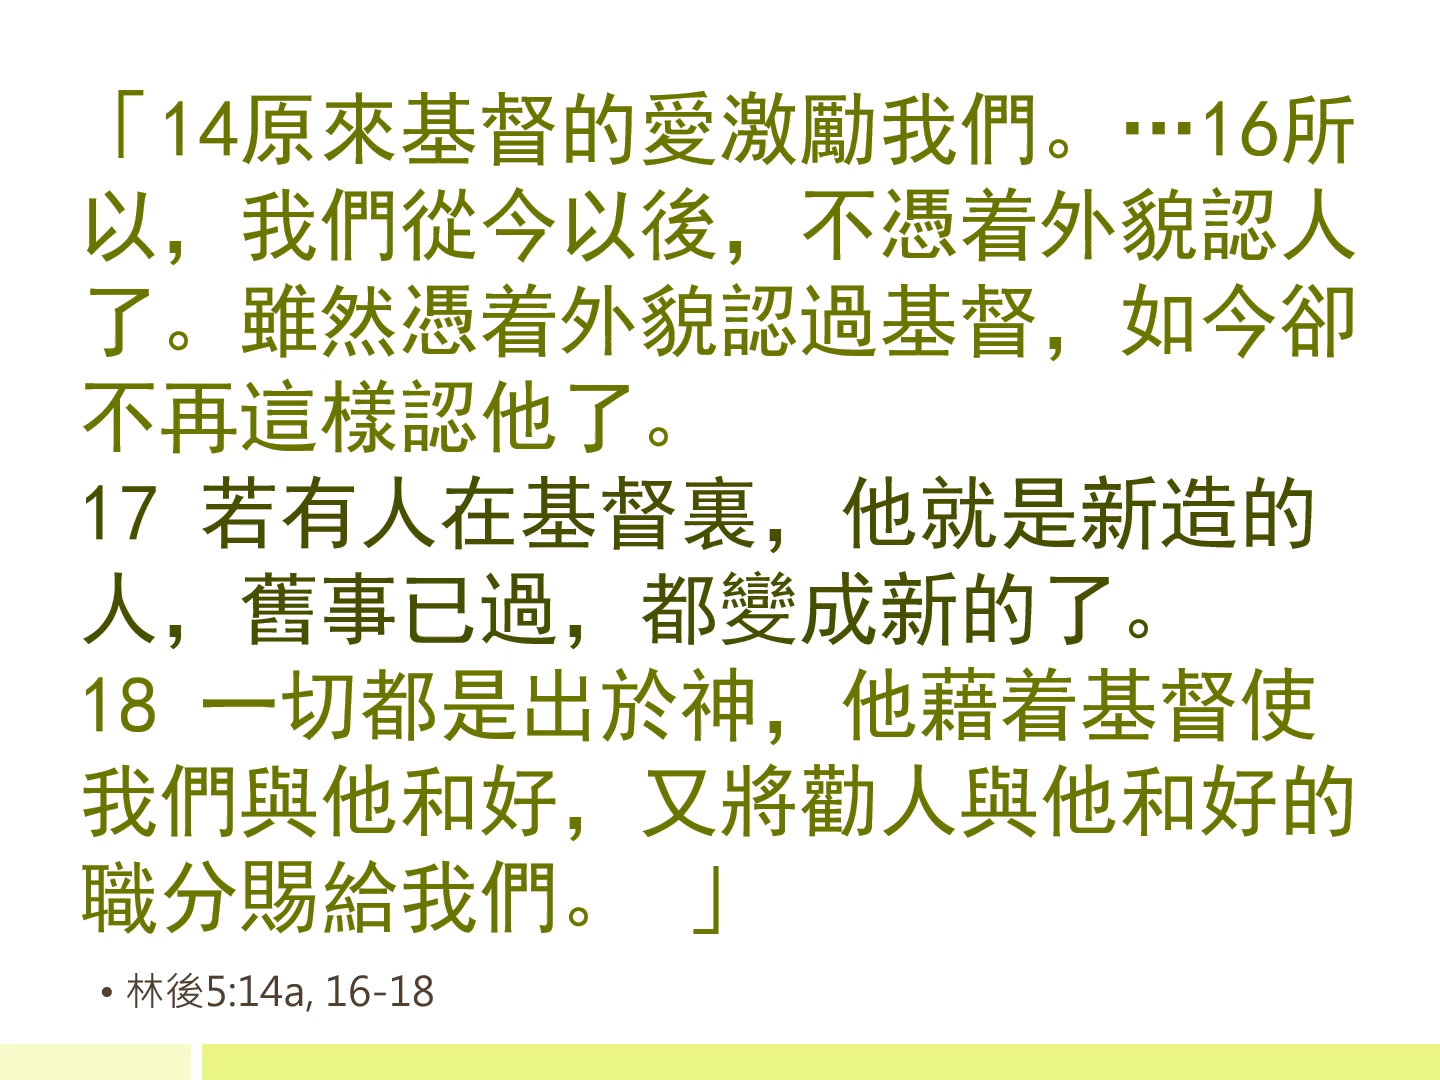 「14原來基督的愛激勵我們。…16所
以，我們從今以後，不憑着外貌認人
了。雖然憑着外貌認過基督，如今卻
不再這樣認他了。
17 若有人在基督裏，他就是新造的
人，舊事已過，都變成新的了。
18 一切都是出於神，他藉着基督使
我們與他和好，又將勸人與他和好的
職分賜給我們。 」
• 林後5:14a, 16-18